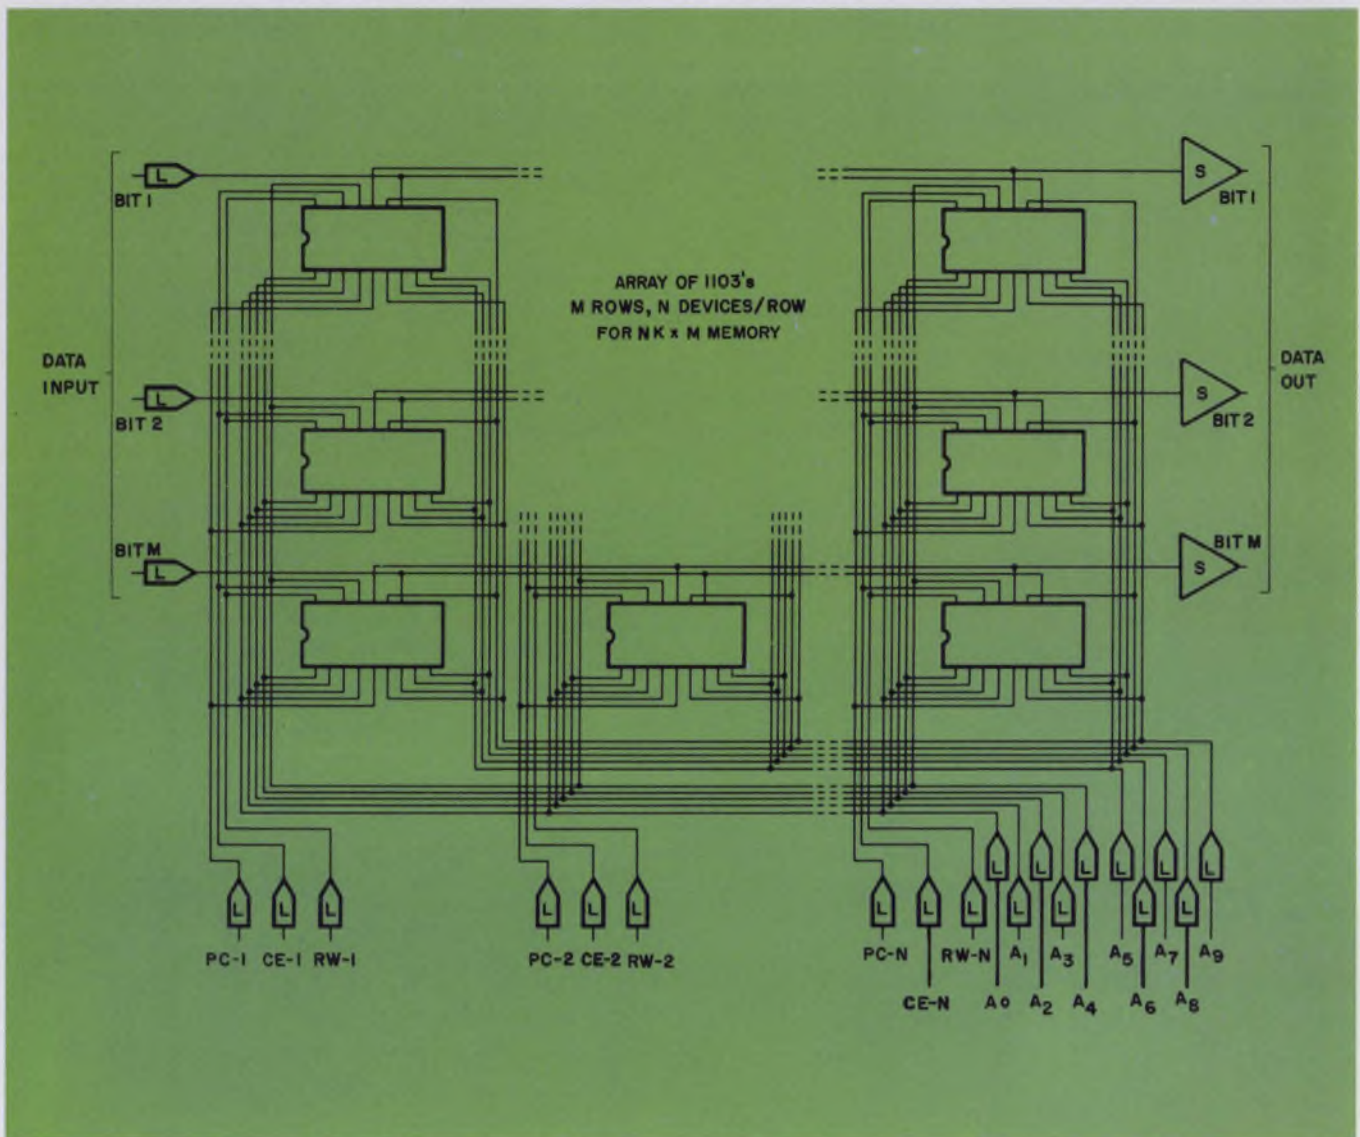 L
BIT 1
S
BIT 1
ARRAY OF 1103's
M ROWS, N DEVICES/ROW
FOR NK x M MEMORY
DATA
INPUT
DATA
OUT
L
BIT 2
S
BIT 2
BIT M
L
BIT M
S
L L L L L
L L L L L L L L L L L L L L
PC-1 CE-1 RW-1 PC-2 CE-2 RW-2 PC-N RW-N A1 A3 A5 A7 A9
CE-N A0 A2 A4 A6 A8